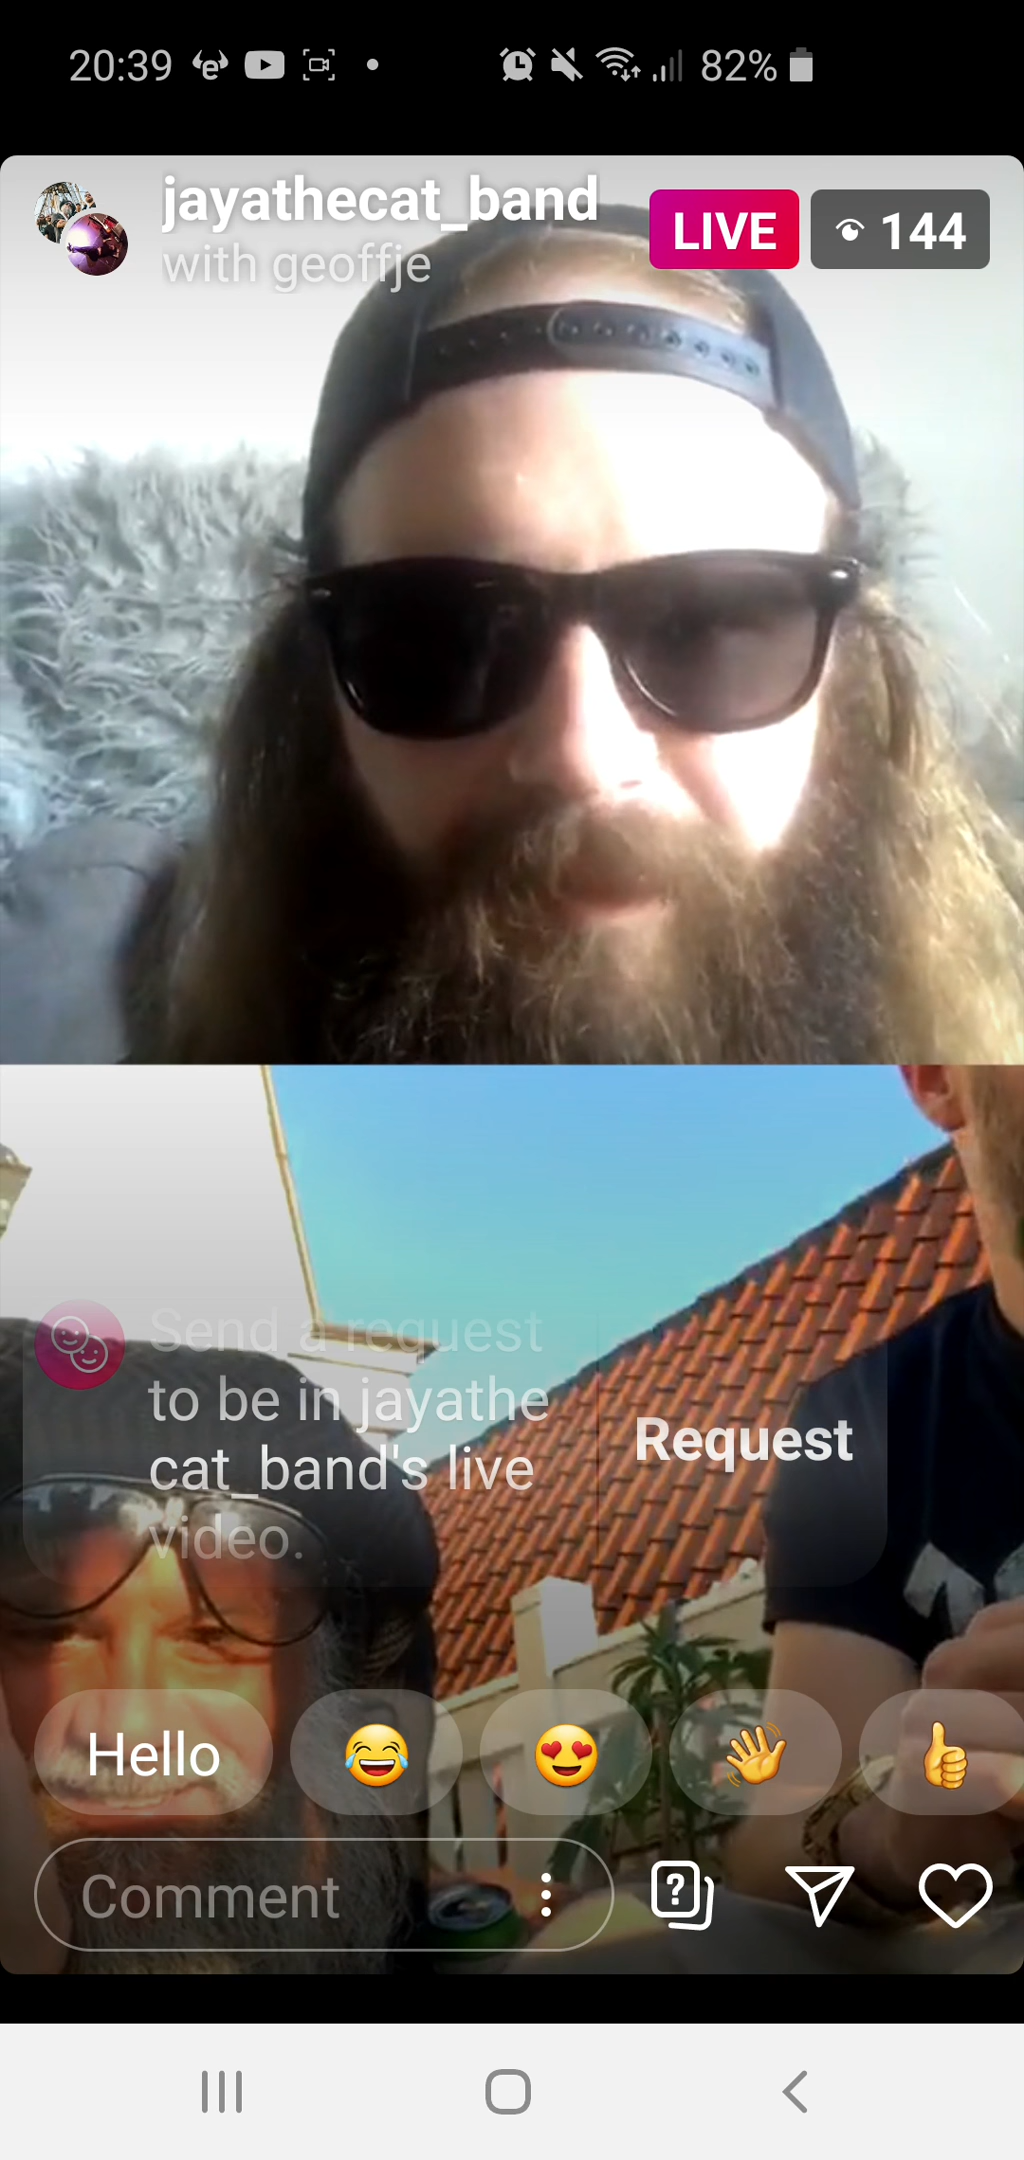 20:39
82%
jayathecat_band
with geoffje
LIVE
144
Send a request
to be in jayathe
cat_band's live
video.
Request
Hello
Comment